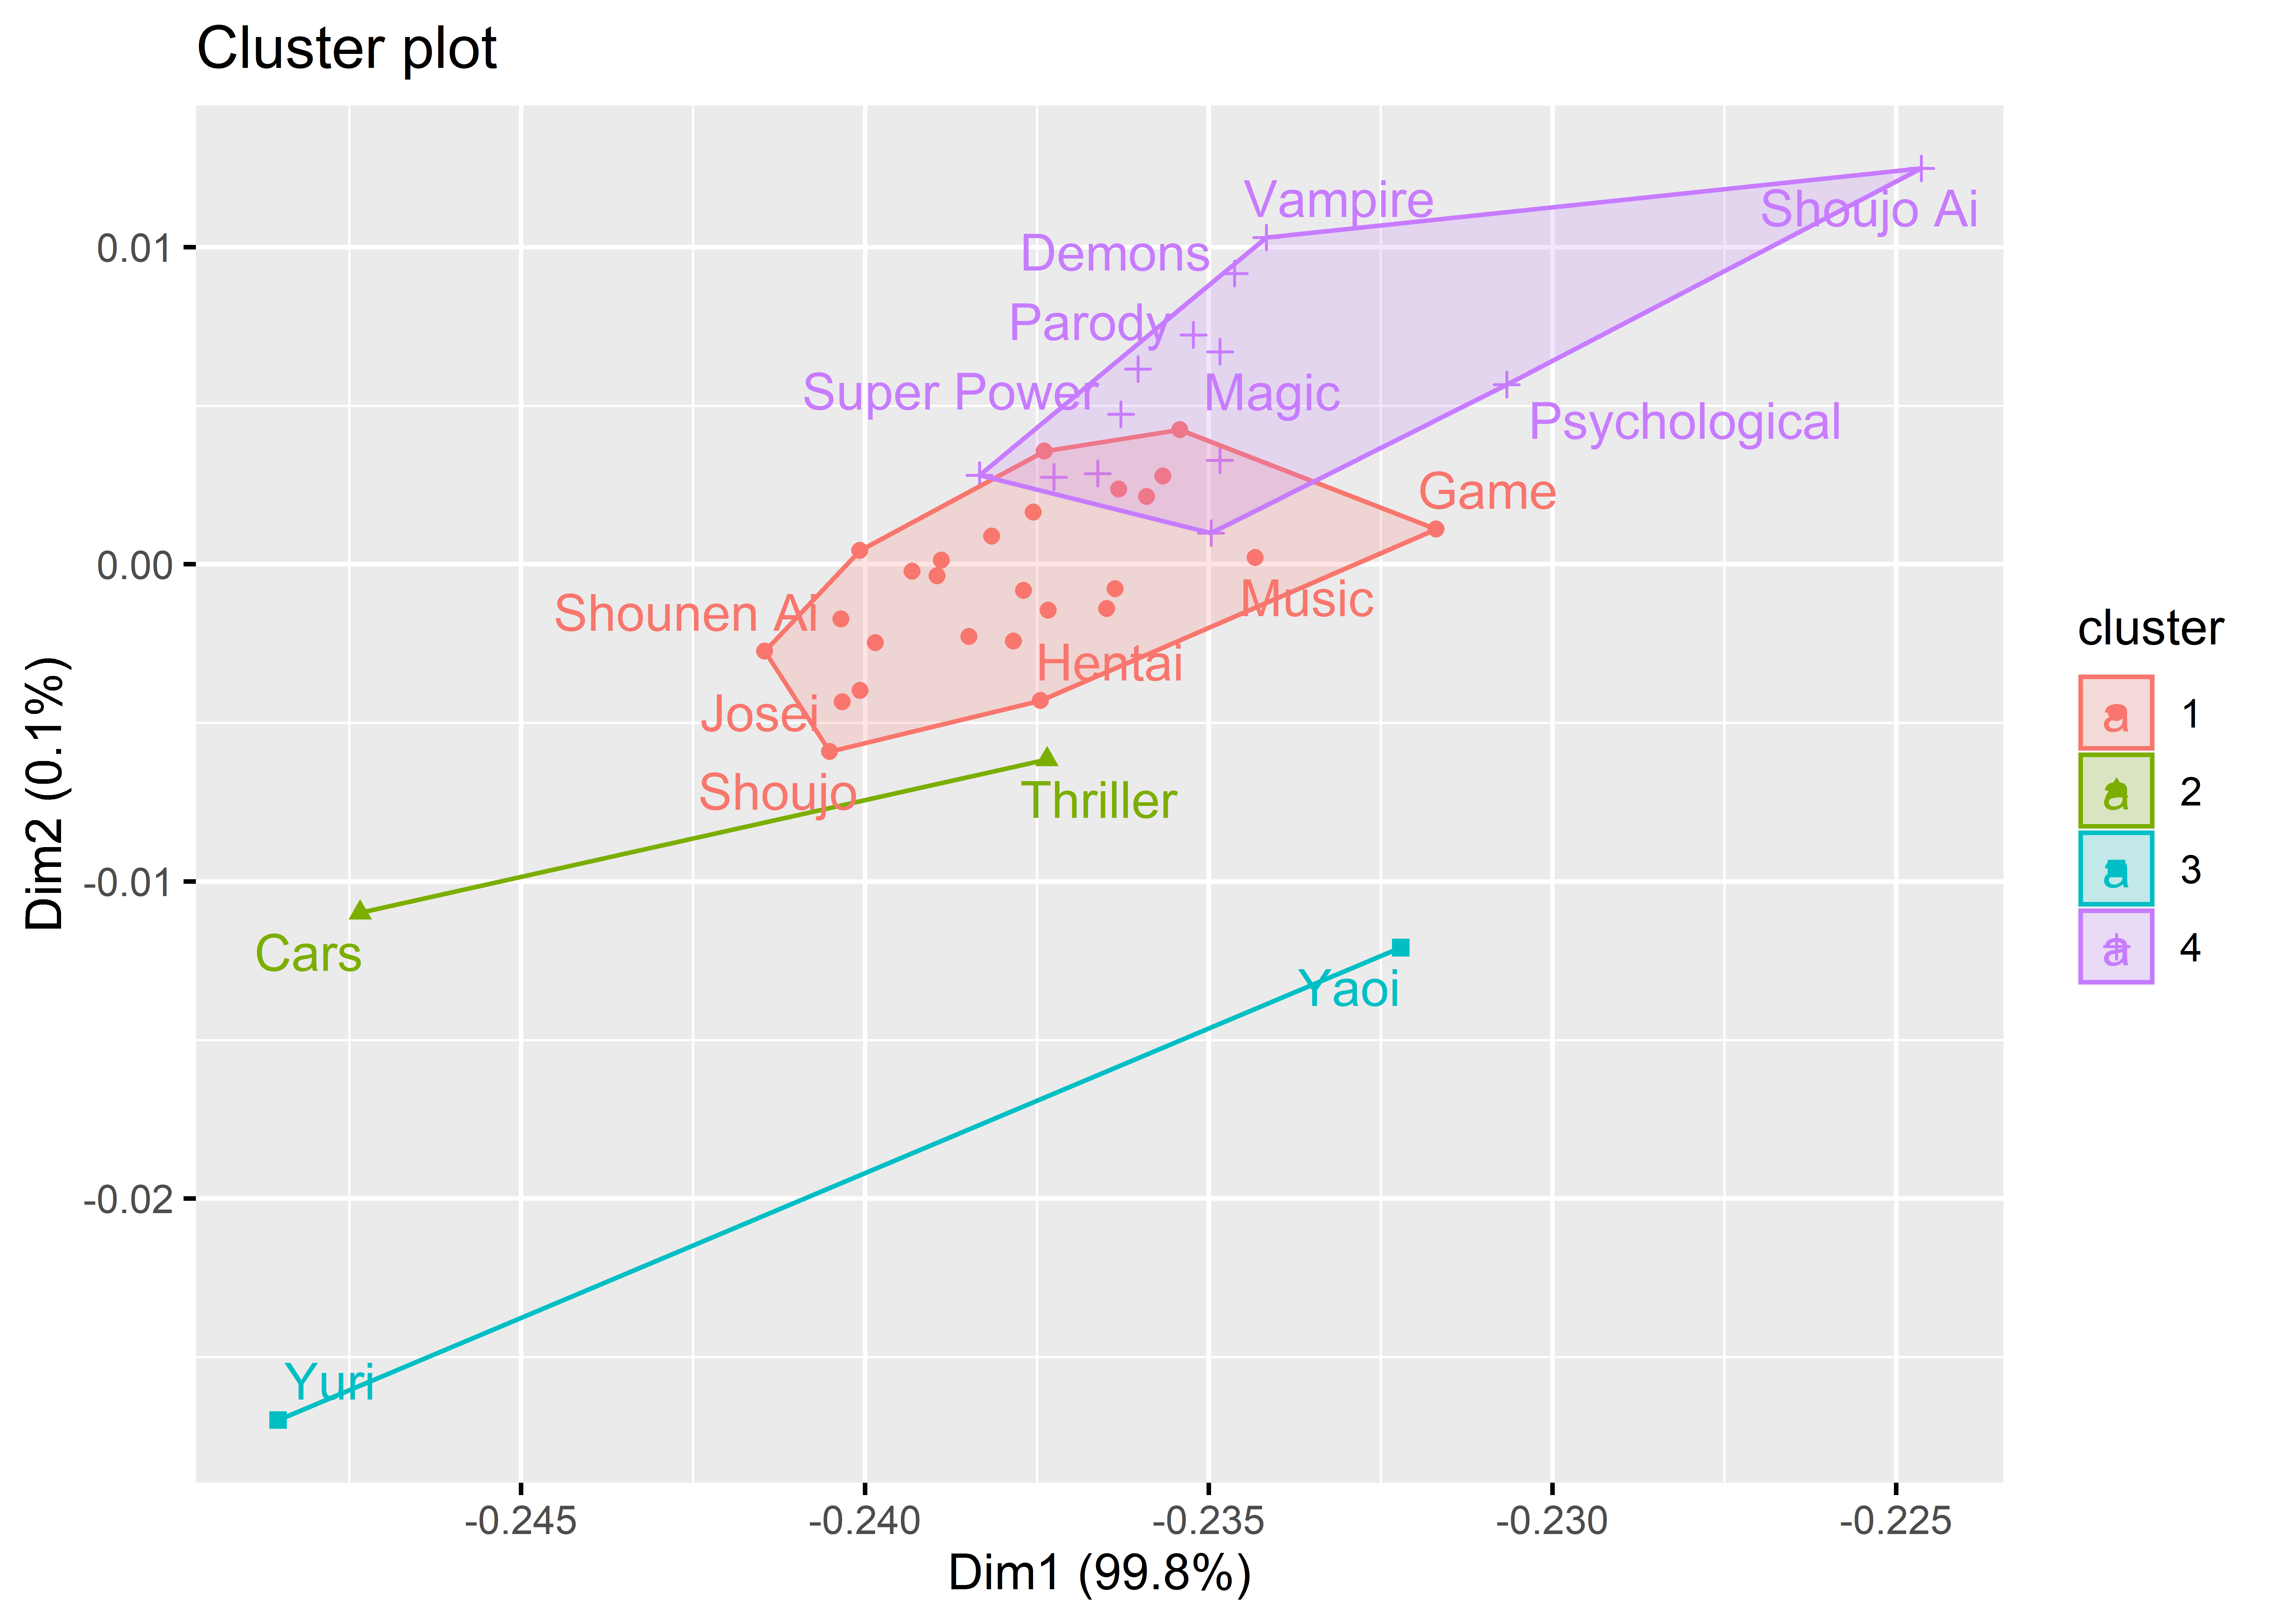 Cluster plot
Vampire
Shoujo Ai
Demons
Parody
Super Power
Magic
Psychological
Game
Shounen Ai
Music
Hentai
Josei
Shoujo
Thriller
Cars
Yaoi
Yuri
0.01
0.00
-0.01
-0.02
Dim2 (0.1%)
-0.245
-0.240
-0.235
-0.230
-0.225
Dim1 (99.8%)
cluster
a 1
a 2
a 3
a 4